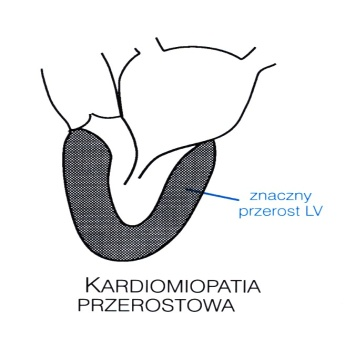 znaczny
przerost LV
KARDIOMIOPATIA
PRZEROSTOWA